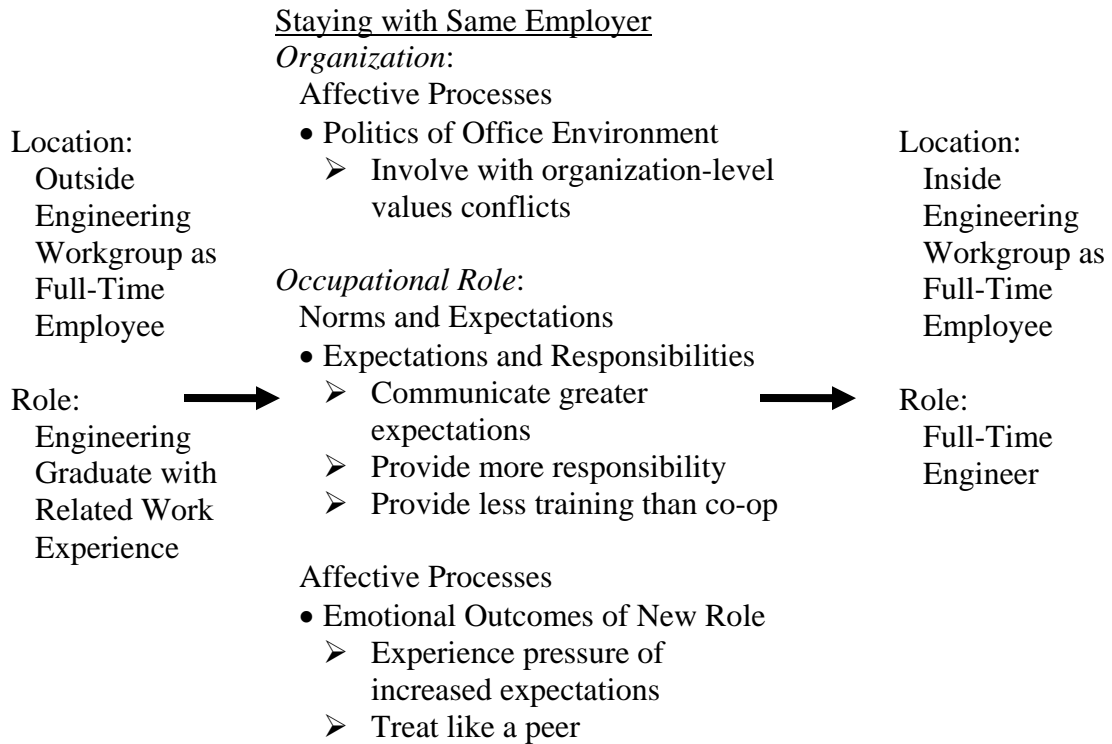 Location:
Outside
Engineering
Workgroup as
Full-Time
Employee
Role:
Engineering
Graduate with
Related Work
Experience
Staying with Same Employer
Organization:
Affective Processes
• Politics of Office Environment
➢ Involve with organization-level
values conflicts
Occupational Role:
Norms and Expectations
• Expectations and Responsibilities
➢ Communicate greater
expectations
➢ Provide more responsibility
➢ Provide less training than co-op
Affective Processes
• Emotional Outcomes of New Role
➢ Experience pressure of
increased expectations
➢ Treat like a peer
Location:
Inside
Engineering
Workgroup as
Full-Time
Employee
Role:
Full-Time
Engineer